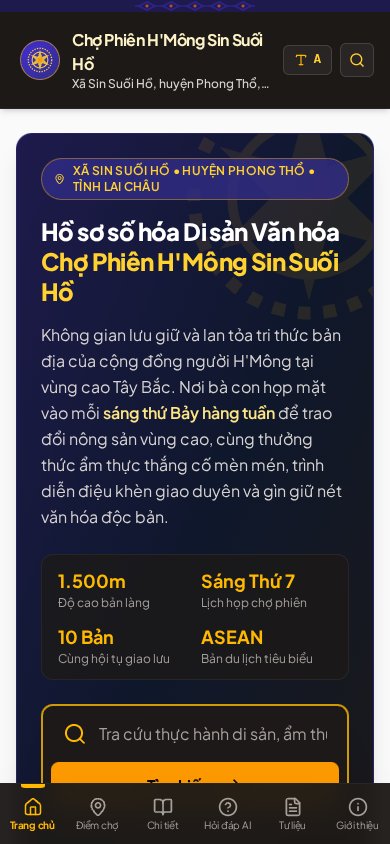 Chợ Phiên H'Mông Sin Suối
Hồ
Xã Sin Suối Hồ, huyện Phong Thổ,...
T A
XÃ SIN SUỐI HỒ • HUYỆN PHONG THỔ •
TỈNH LAI CHÂU
Hồ sơ số hóa Di sản Văn hóa
Chợ Phiên H'Mông Sin Suối
Hồ
Không gian lưu giữ và lan tỏa tri thức bản
địa của cộng đồng người H'Mông tại
vùng cao Tây Bắc. Nơi bà con họp mặt
vào mỗi sáng thứ Bảy hàng tuần để trao
đổi nông sản vùng cao, cùng thưởng
thức ẩm thực thắng cố mèn mén, trình
diễn điệu khèn giao duyên và gìn giữ nét
văn hóa độc bản.
1.500m
Sáng Thứ 7
Độ cao bản làng
Lịch họp chợ phiên
10 Bản
ASEAN
Cùng hội tụ giao lưu
Bản du lịch tiêu biểu
Tra cứu thực hành di sản, ẩm thự
Trang chủ
Điểm chợ
Chi tiết
Hỏi đáp AI
Tư liệu
Giới thiệu